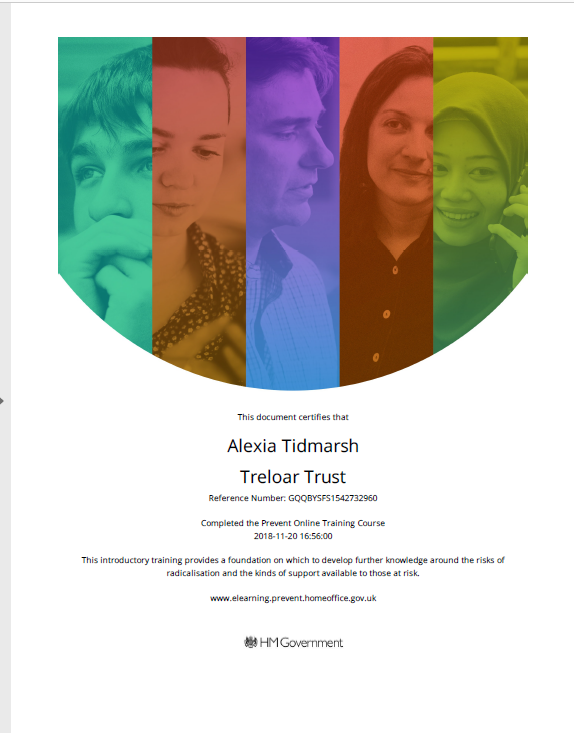 This document certifies that
Alexia Tidmarsh
Treloar Trust
Reference Number: GQQBYSFS1542732960
Completed the Prevent Online Training Course
2018-11-20 16:56:00
This introductory training provides a foundation on which to develop further knowledge around the risks of
radicalisation and the kinds of support available to those at risk.
www.elearning.prevent.homeoffice.gov.uk
HM Government